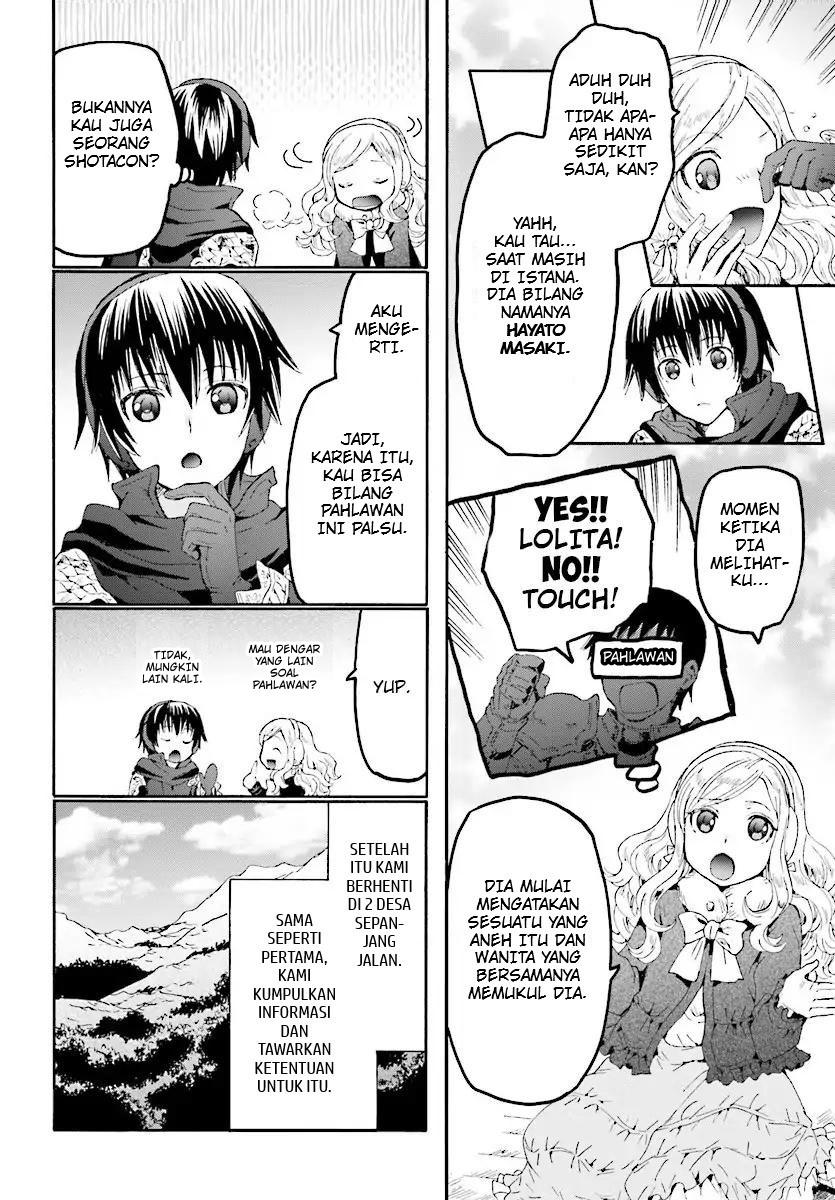 ADUH DUH
DUH,
TIDAK APA-
APA HANYA
SEDIKIT
SAJA, KAN?
YAHH,
KAU TAU...
SAAT MASIH
DI ISTANA.
DIA BILANG
NAMANYA
HAYATO
MASAKI.
MOMEN
KETIKA
DIA
MELIHAT-
KU...
YES!!
LOLITA!
NO!!
TOUCH!
PAHLAWAN
DIA MULAI
MENGATAKAN
SESUATU YANG
ANEH ITU DAN
WANITA YANG
BERSAMANYA
MEMUKUL DIA.
BUKANNYA
KAU JUGA
SEORANG
SHOTACON?
AKU
MENGE-
RTI.
JADI,
KARENA ITU,
KAU BISA
BILANG
PAHLAWAN
INI PALSU.
YUP.
MAU DENGAR
YANG LAIN
SOAL
PAHLAWAN?
TIDAK,
MUNGKIN
LAIN KALI.
SETELAH
ITU KAMI
BERHENTI
DI 2 DESA
SEPAN-
JANG
JALAN.
SAMA
SEPERTI
PERTAMA,
KAMI
KUMPULKAN
INFORMASI
DAN
TAWARKAN
KETENTUAN
UNTUK ITU.